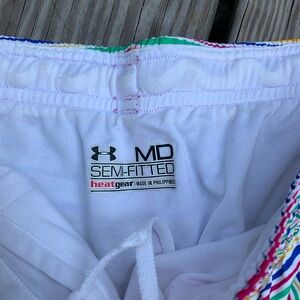 MD
SEMI-FITTED
heatgear MADE IN PHILIPPINES